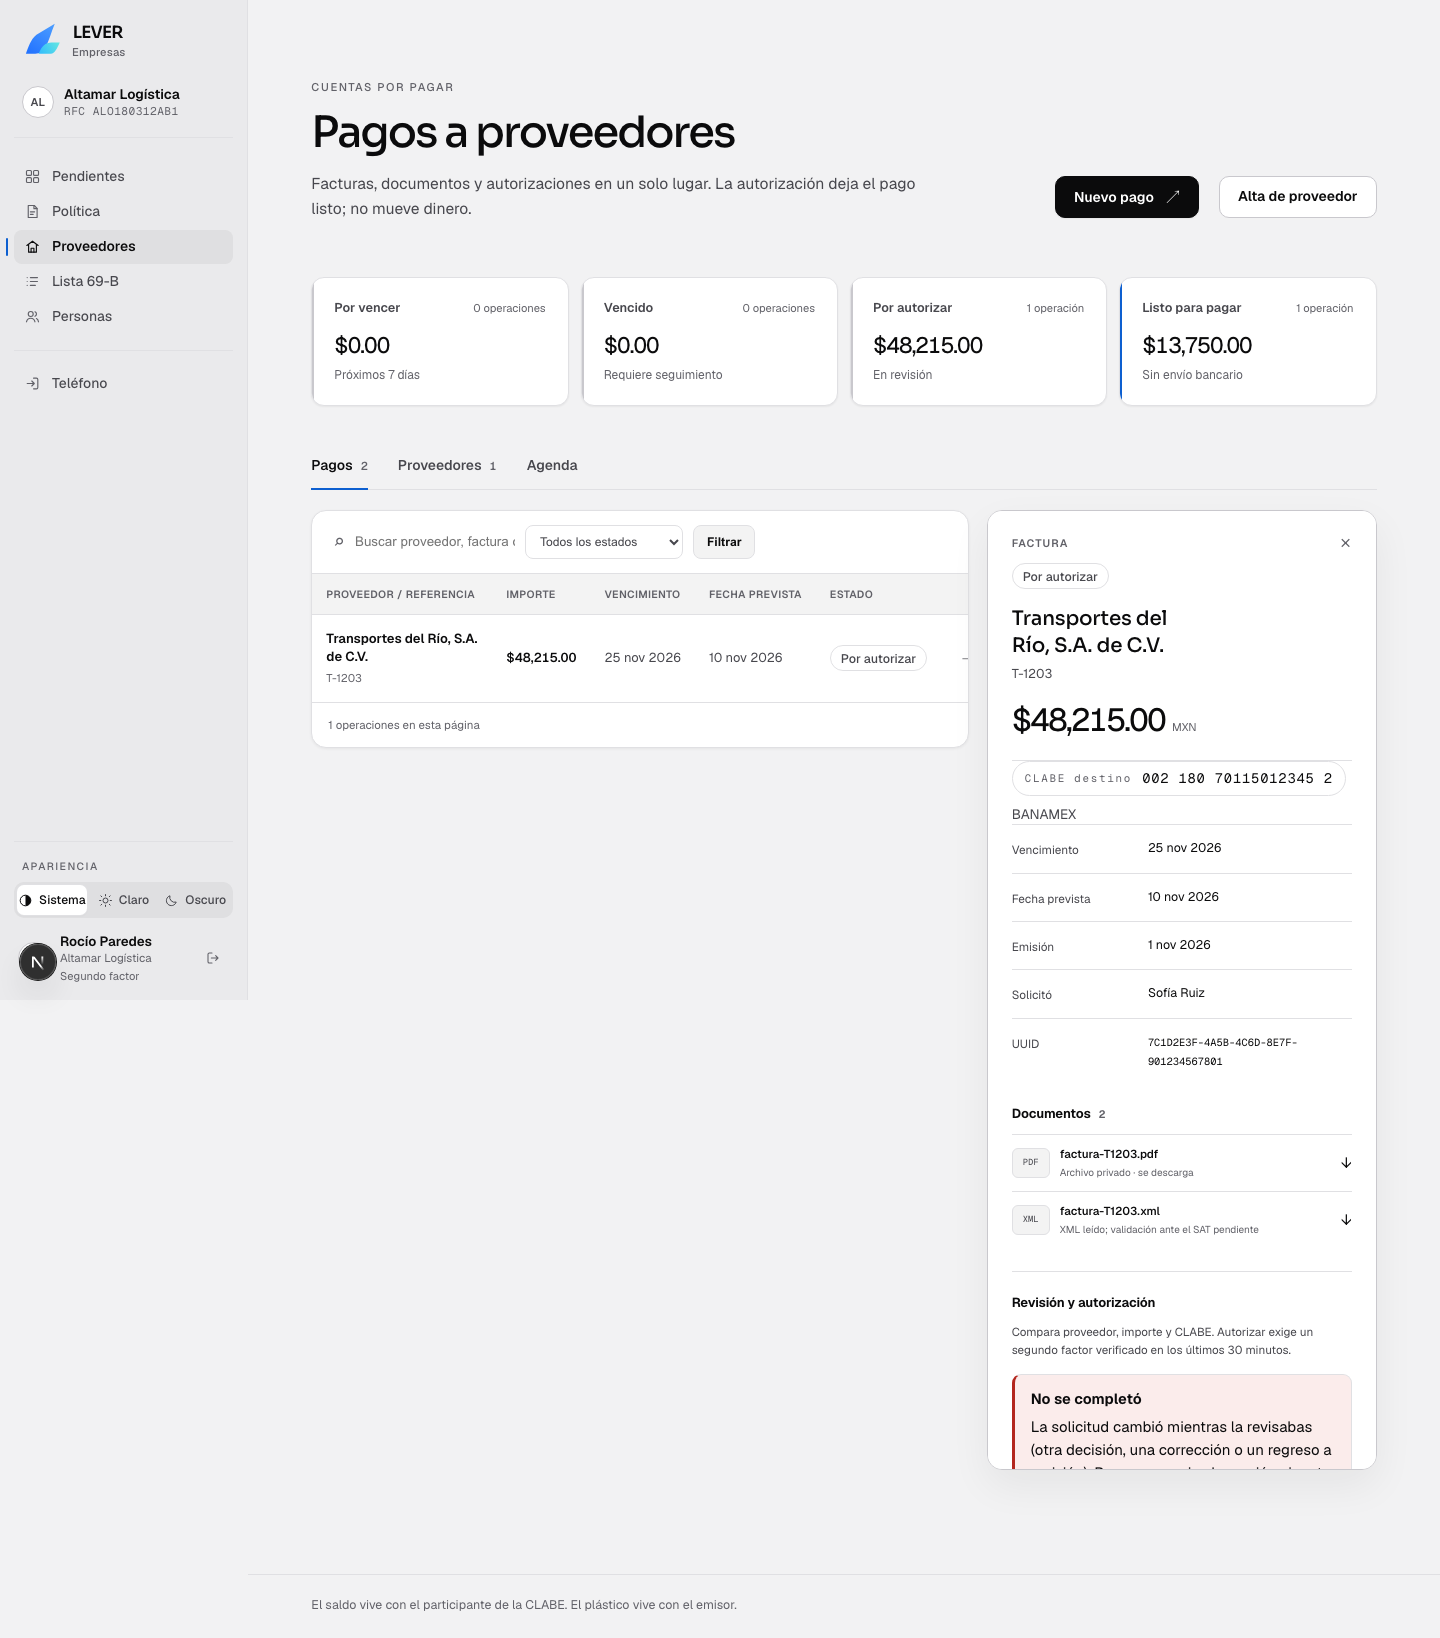 LEVER
Empresas
AL
Altamar Logística
RFC ALO180312AB1
Pendientes
Política
Proveedores
Lista 69-B
Personas
Teléfono
APARIENCIA
Sistema
Claro
Oscuro
N
Rocío Paredes
Altamar Logística
Segundo factor
CUENTAS POR PAGAR
Pagos a proveedores
Facturas, documentos y autorizaciones en un solo lugar. La autorización deja el pago
listo; no mueve dinero.
Nuevo pago
Alta de proveedor
Por vencer 0 operaciones
$0.00
Próximos 7 días
Vencido 0 operaciones
$0.00
Requiere seguimiento
Por autorizar 1 operación
$48,215.00
En revisión
Listo para pagar 1 operación
$13,750.00
Sin envío bancario
Pagos 2
Proveedores 1
Agenda
Buscar proveedor, factura
Todos los estados
Filtrar
PROVEEDOR / REFERENCIA IMPORTE VENCIMIENTO FECHA PREVISTA ESTADO
Transportes del Río, S.A.
de C.V.
T-1203
$48,215.00
25 nov 2026
10 nov 2026
Por autorizar
1 operaciones en esta página
FACTURA
Por autorizar
Transportes del
Río, S.A. de C.V.
T-1203
$48,215.00 MXN
CLABE destino 002 180 70115012345 2
BANAMEX
Vencimiento 25 nov 2026
Fecha prevista 10 nov 2026
Emisión 1 nov 2026
Solicitó Sofía Ruiz
UUID 7C1D2E3F-4A5B-4C6D-8E7F-
901234567801
Documentos 2
PDF
factura-T1203.pdf
Archivo privado · se descarga
XML
factura-T1203.xml
XML leído; validación ante el SAT pendiente
Revisión y autorización
Compara proveedor, importe y CLABE. Autorizar exige un
segundo factor verificado en los últimos 30 minutos.
No se completó
La solicitud cambió mientras la revisabas
(otra decisión, una corrección o un regreso a
El saldo vive con el participante de la CLABE. El plástico vive con el emisor.